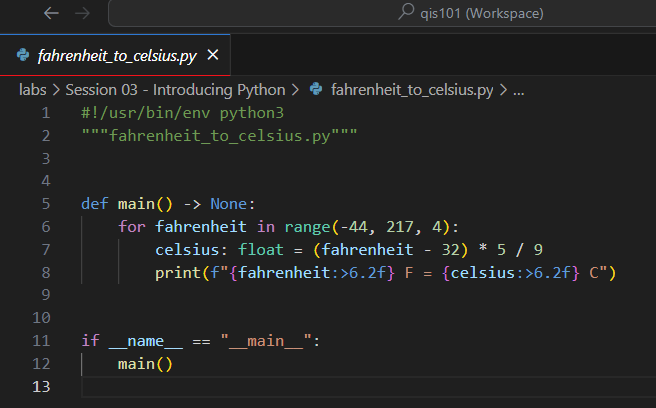 qis101 (Workspace)
fahrenheit_to_celsius.py
labs > Session 03 - Introducing Python > fahrenheit_to_celsius.py > ...
1 #!/usr/bin/env python3
2 """fahrenheit_to_celsius.py"""
3
4
5 def main() -> None:
6     for fahrenheit in range(-44, 217, 4):
7         celsius: float = (fahrenheit - 32) * 5 / 9
8         print(f"{fahrenheit:>6.2f} F = {celsius:>6.2f} C")
9
10
11 if __name__ == "__main__":
12     main()
13